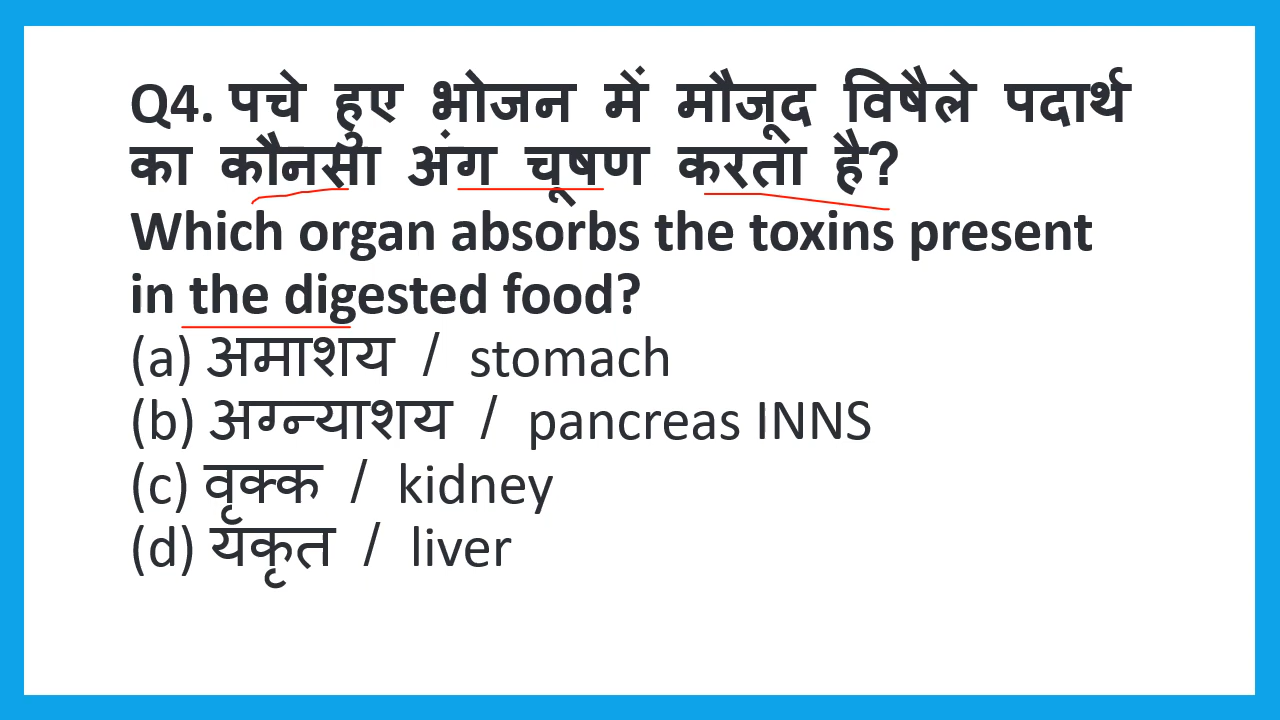 Q4. पचे हुए भोजन में मौजूद विषैले पदार्थ
का कौनसा अंग चूषण करता है?
Which organ absorbs the toxins present
in the digested food?
(a) अमाशय / stomach
(b) अग्न्याशय / pancreas INNS
(c) वृक्क / kidney
(d) यकृत / liver